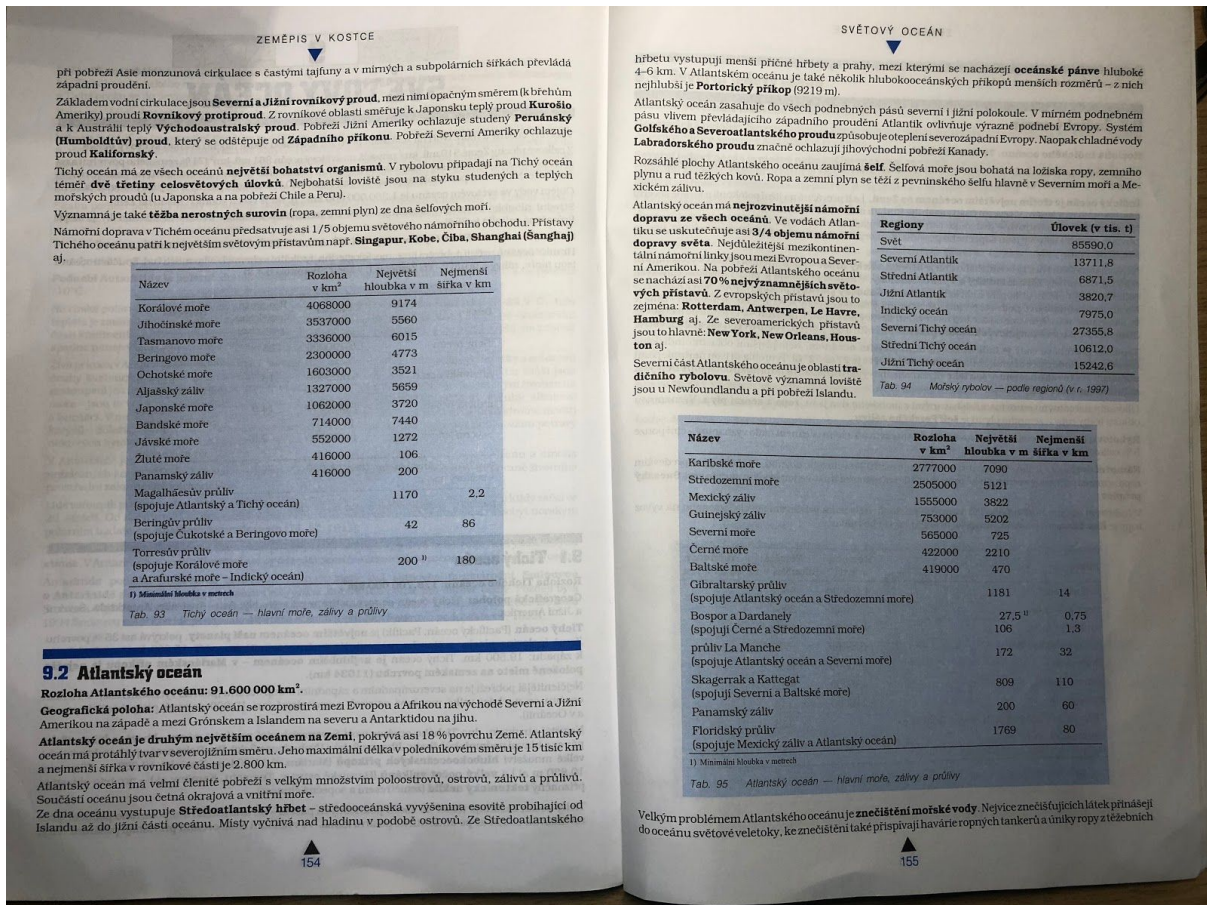 ZEMĚPIS V KOSTCE
při pobřeží Asie monzunová cirkulace s častými tajfuny a v mírných a subpolárních šířkách převládá
západní proudění.
Základem vodní cirkulace jsou Severní a Jižní rovníkový proud, mezi nimi opačným směrem (k břehům
Ameriky) proudí Rovníkový protiproud. Z rovníkové oblasti směřuje k Japonsku teplý proud Kurošio
a k Austrálii teplý Východoaustralský proud. Pobřeží Jižní Ameriky ochlazuje studený Peruánský
(Humboldtův) proud, který se odštěpuje od Západního příkonu. Pobřeží Severní Ameriky ochlazuje
proud Kalifornský.
Tichý oceán má ze všech oceánů největší bohatství organismů. V rybolovu připadají na Tichý oceán
téměř dvě třetiny celosvětových úlovků. Nejbohatší loviště jsou na styku studených a teplých
mořských proudů (u Japonska a na pobřeží Chile a Peru).
Významná je také těžba nerostných surovin (ropa, zemní plyn) ze dna šelfových moří.
Námořní doprava v Tichém oceánu předsatvuje asi 1/5 objemu světového námořního obchodu. Přístavy
Tichého oceánu patří k největším světovým přístavům např. Singapur, Kobe, Čiba, Shanghai (Šanghaj)
aj.
Název Rozloha v km² Největší hloubka v m Nejmenší šířka v km
Korálové moře 4068000 9174
Jihočínské moře 3537000 5560
Tasmanovo moře 3336000 6015
Beringovo moře 2300000 4773
Ochotské moře 1603000 3521
Aljašský záliv 1327000 5659
Japonské moře 1062000 3720
Bandské moře 714000 7440
Jávské moře 552000 1272
Žluté moře 416000 106
Panamský záliv 416000 200
Magalhãesův průliv 1170 2,2
(spojuje Atlantský a Tichý oceán)
Beringův průliv 42 86
(spojuje Čukotské a Beringovo moře)
Torresův průliv
(spojuje Korálové moře 200 ¹⁾ 180
a Arafurské moře – Indický oceán)
1) Minimální hloubka v metrech
Tab. 93 Tichý oceán — hlavní moře, zálivy a průlivy
9.2 Atlantský oceán
Rozloha Atlantského oceánu: 91.600 000 km².
Geografická poloha: Atlantský oceán se rozprostírá mezi Evropou a Afrikou na východě Severní a Jižní
Amerikou na západě a mezi Grónskem a Islandem na severu a Antarktidou na jihu.
Atlantský oceán je druhým největším oceánem na Zemi, pokrývá asi 18 % povrchu Země. Atlantský
oceán má protáhlý tvar v severojižním směru. Jeho maximální délka v poledníkovém směru je 15 tisíc km
a nejmenší šířka v rovníkové části je 2.800 km.
Atlantský oceán má velmi členité pobřeží s velkým množstvím poloostrovů, ostrovů, zálivů a průlivů.
Součástí oceánu jsou četná okrajová a vnitřní moře.
Ze dna oceánu vystupuje Středoatlantský hřbet – středooceánská vyvýšenina esovitě probíhající od
Islandu až do jižní části oceánu. Místy vyčnívá nad hladinu v podobě ostrovů. Ze Středoatlantského
154
SVĚTOVÝ OCEÁN
hřbetu vystupují menší příčné hřbety a prahy, mezi kterými se nacházejí oceánské pánve hluboké
4–6 km. V Atlantském oceánu je také několik hlubokooceánských příkopů menších rozměrů – z nich
nejhlubší je Portorický příkop (9219 m).
Atlantský oceán zasahuje do všech podnebných pásů severní i jižní polokoule. V mírném podnebném
pásu vlivem převládajícího západního proudění Atlantik ovlivňuje výrazně podnebí Evropy. Systém
Golfského a Severoatlantského proudu způsobuje oteplení severozápadní Evropy. Naopak chladné vody
Labradorského proudu značně ochlazují jihovýchodní pobřeží Kanady.
Rozsáhlé plochy Atlantského oceánu zaujímá šelf. Šelfová moře jsou bohatá na ložiska ropy, zemního
plynu a rud těžkých kovů. Ropa a zemní plyn se těží z pevninského šelfu hlavně v Severním moři a Me-
xickém zálivu.
Atlantský oceán má nejrozvinutější námořní
dopravu ze všech oceánů. Ve vodách Atlan-
tiku se uskutečňuje asi 3/4 objemu námořní
dopravy světa. Nejdůležitější mezikontinen-
tální námořní linky jsou mezi Evropou a Sever-
ní Amerikou. Na pobřeží Atlantského oceánu
se nachází asi 70 % nejvýznamnějších světo-
vých přístavů. Z evropských přístavů jsou to
zejména: Rotterdam, Antwerpen, Le Havre,
Hamburg aj. Ze severoamerických přístavů
jsou to hlavně: New York, New Orleans, Hous-
ton aj.
Severní část Atlantského oceánu je oblastí tra-
dičního rybolovu. Světově významná loviště
jsou u Newfoundlandu a při pobřeží Islandu.
Regiony Úlovek (v tis. t)
Svět 85590,0
Severní Atlantik 13711,8
Střední Atlantik 6871,5
Jižní Atlantik 3820,7
Indický oceán 7975,0
Severní Tichý oceán 27355,8
Střední Tichý oceán 10612,0
Jižní Tichý oceán 15242,6
Tab. 94 Mořský rybolov — podle regionů (v r. 1997)
Název Rozloha v km² Největší hloubka v m Nejmenší šířka v km
Karibské moře 2777000 7090
Středozemní moře 2505000 5121
Mexický záliv 1555000 3822
Guinejský záliv 753000 5202
Severní moře 565000 725
Černé moře 422000 2210
Baltské moře 419000 470
Gibraltarský průliv 1181 14
(spojuje Atlantský oceán a Středozemní moře)
Bospor a Dardanely 27,5 ¹⁾ 0,75
(spojují Černé a Středozemní moře) 106 1,3
průliv La Manche 172 32
(spojuje Atlantský oceán a Severní moře)
Skagerrak a Kattegat 809 110
(spojují Severní a Baltské moře)
Panamský záliv 200 60
Floridský průliv 1769 80
(spojuje Mexický záliv a Atlantský oceán)
1) Minimální hloubka v metrech
Tab. 95 Atlantský oceán — hlavní moře, zálivy a průlivy
Velkým problémem Atlantského oceánu je znečištění mořské vody. Nejvíce znečišťujících látek přinášejí
do oceánu světové veletoky, ke znečištění také přispívají havárie ropných tankerů a úniky ropy z těžebních
155